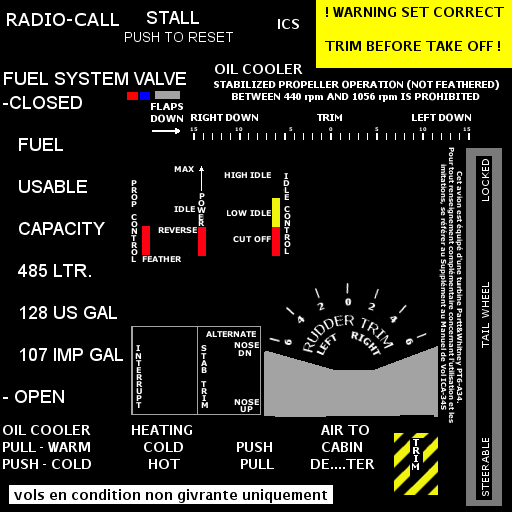 RADIO-CALL
STALL
PUSH TO RESET
ICS
! WARNING SET CORRECT
TRIM BEFORE TAKE OFF !
FUEL SYSTEM VALVE
-CLOSED
OIL COOLER
STABILIZED PROPELLER OPERATION (NOT FEATHERED)
BETWEEN 440 rpm AND 1056 rpm IS PROHIBITED
FLAPS
DOWN
RIGHT DOWN TRIM LEFT DOWN
15 10 5 0 5 10 15
FUEL
USABLE
CAPACITY
485 LTR.
128 US GAL
107 IMP GAL
- OPEN
PROP CONTROL
FEATHER
MAX
IDLE
REVERSE
POWER
HIGH IDLE
LOW IDLE
CUT OFF
IDLE CONTROL
Cet avion est équipé d'une turbine Partt&Whitney PT6-A34.
Pour tout renseignement complémentaire concenant l'utilisation et les
imitations, se référer au Supplément au Manuel de Vol ICA-34S
LOCKED
TAIL WHEEL
STEERABLE
6 4 2 0 2 4 6
RUDDER TRIM
LEFT RIGHT
INTERRUPT
STAB TRIM
ALTERNATE
NOSE
DN
NOSE
UP
OIL COOLER
PULL - WARM
PUSH - COLD
HEATING
COLD
HOT
PUSH
PULL
AIR TO
CABIN
DE....TER
TRIM
vols en condition non givrante uniquement